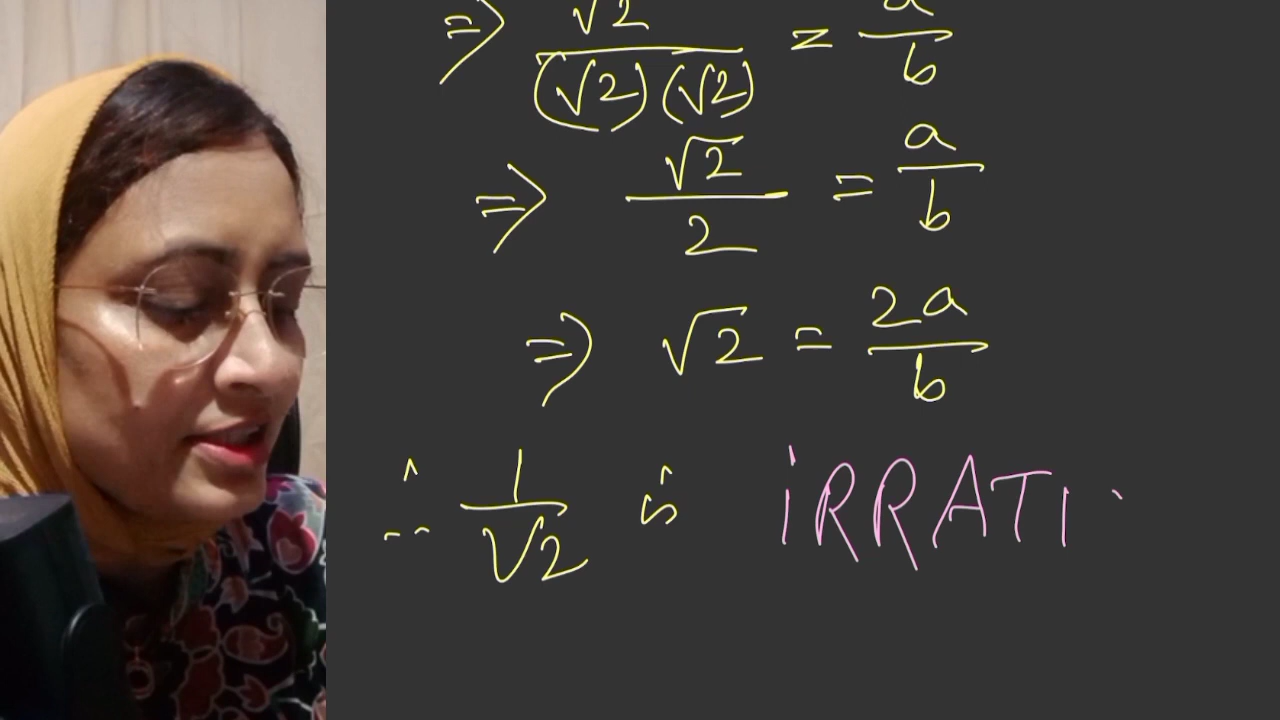 ⇒ √2 / (√2)(√2) = a/b
⇒ √2/2 = a/b
⇒ √2 = 2a/b
∴ 1/√2 is iRRATI